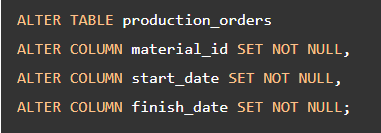 ALTER TABLE production_orders
ALTER COLUMN material_id SET NOT NULL,
ALTER COLUMN start_date SET NOT NULL,
ALTER COLUMN finish_date SET NOT NULL;